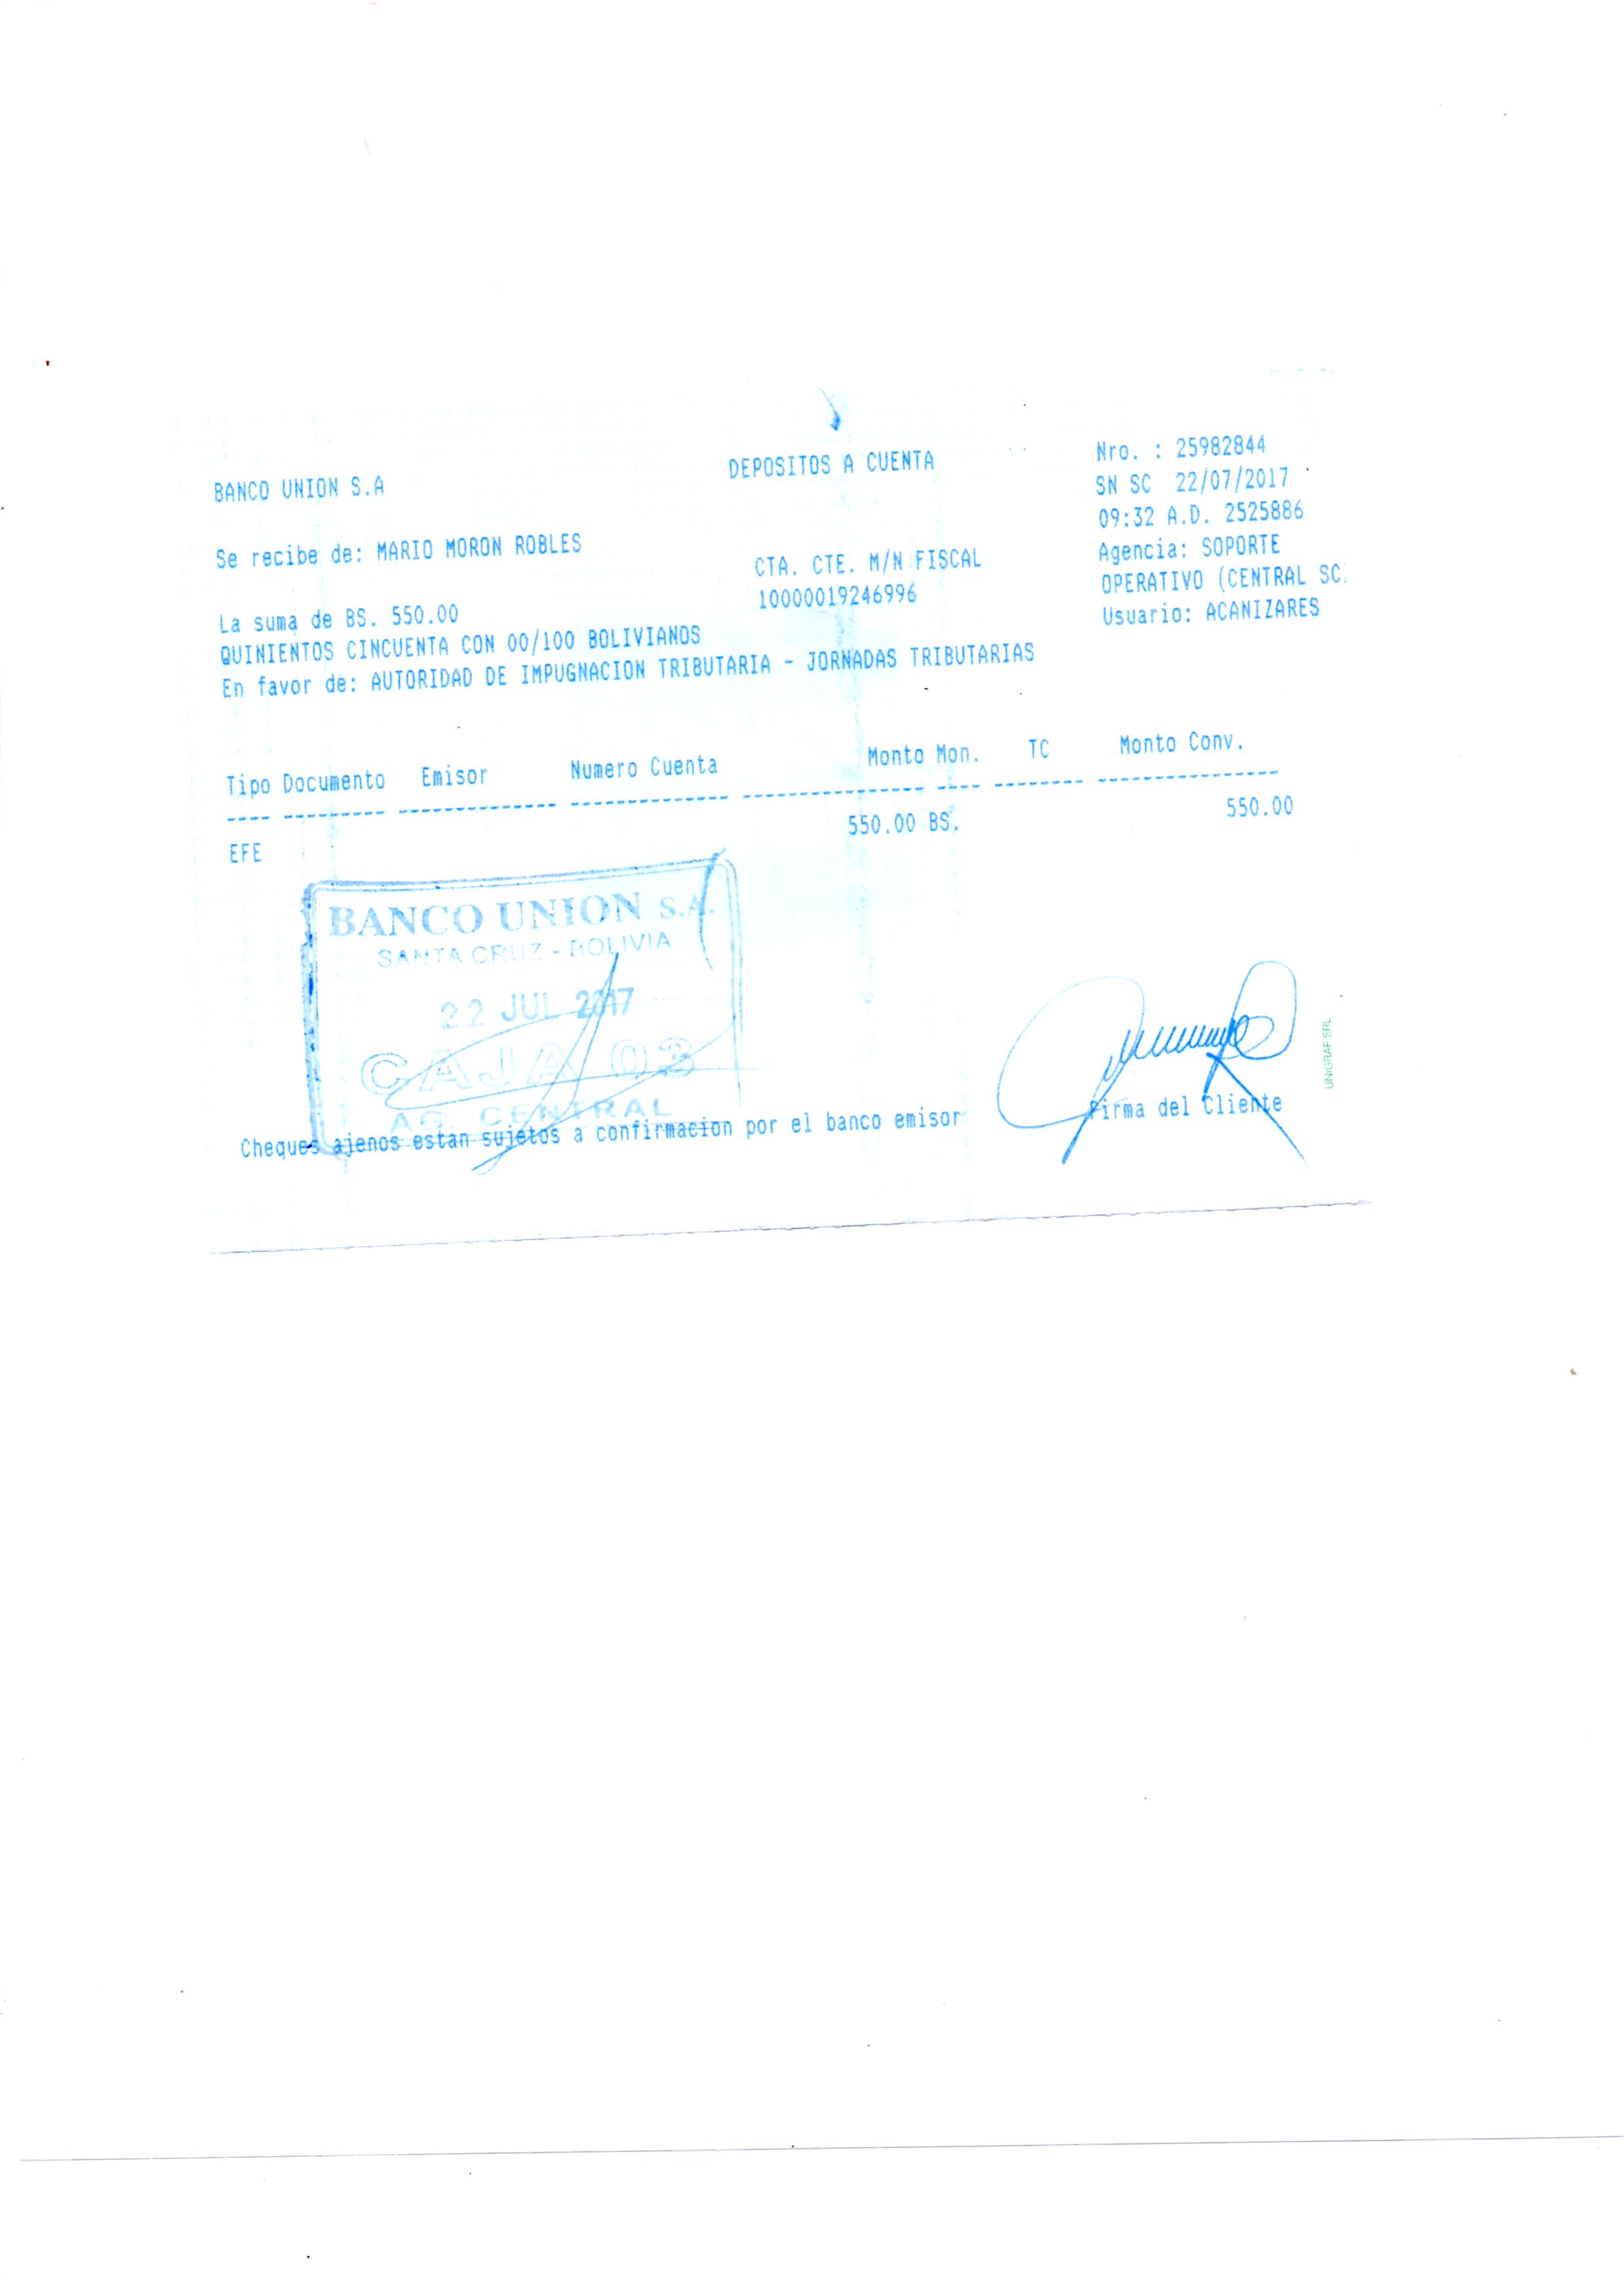 BANCO UNION S.A
DEPOSITOS A CUENTA
Nro. : 25982844
SN SC 22/07/2017
09:32 A.D. 2525886
Agencia: SOPORTE
OPERATIVO (CENTRAL SC
Usuario: ACANIZARES
Se recibe de: MARIO MORON ROBLES
CTA. CTE. M/N FISCAL
10000019246996
La suma de BS. 550.00
QUINIENTOS CINCUENTA CON 00/100 BOLIVIANOS
En favor de: AUTORIDAD DE IMPUGNACION TRIBUTARIA - JORNADAS TRIBUTARIAS
Tipo Documento Emisor Numero Cuenta Monto Mon. TC Monto Conv.
EFE 550.00 BS. 550.00
BANCO UNION S.A.
SANTA CRUZ - BOLIVIA
22 JUL 2017
CAJA 03
AG. CENTRAL
Cheques ajenos estan sujetos a confirmacion por el banco emisor
Firma del Cliente
UNIGRAF SRL